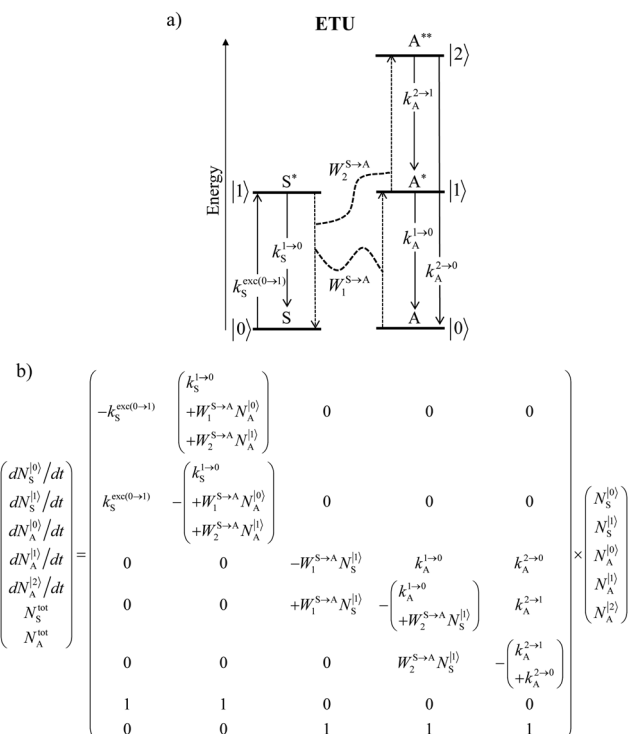 a) ETU
A**
|2⟩
k_A^{2→1}
W_2^{S→A}
Energy
|1⟩ S* A* |1⟩
k_S^{1→0} k_A^{1→0}
k_S^{exc(0→1)} W_1^{S→A} k_A^{2→0}
|0⟩ S A |0⟩
b)
dN_S^{|0⟩}/dt
dN_S^{|1⟩}/dt
dN_A^{|0⟩}/dt
dN_A^{|1⟩}/dt
dN_A^{|2⟩}/dt
N_S^{tot}
N_A^{tot}
=
-k_S^{exc(0→1)} (k_S^{1→0} +W_1^{S→A} N_A^{|0⟩} +W_2^{S→A} N_A^{|1⟩}) 0 0 0
k_S^{exc(0→1)} -(k_S^{1→0} +W_1^{S→A} N_A^{|0⟩} +W_2^{S→A} N_A^{|1⟩}) 0 0 0
0 0 -W_1^{S→A} N_S^{|1⟩} k_A^{1→0} k_A^{2→0}
0 0 +W_1^{S→A} N_S^{|1⟩} -(k_A^{1→0} +W_2^{S→A} N_S^{|1⟩}) k_A^{2→1}
0 0 0 W_2^{S→A} N_S^{|1⟩} -(k_A^{2→1} +k_A^{2→0})
1 1 0 0 0
0 0 1 1 1
×
N_S^{|0⟩}
N_S^{|1⟩}
N_A^{|0⟩}
N_A^{|1⟩}
N_A^{|2⟩}